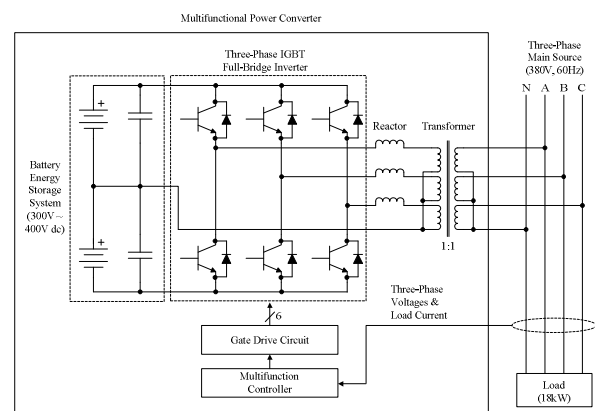 Multifunctional Power Converter
Three-Phase IGBT
Full-Bridge Inverter
Three-Phase
Main Source
(380V, 60Hz)
N A B C
Reactor
Transformer
+
Battery
Energy
Storage
System
(300V ~
400V dc)
+
1:1
6
Three-Phase
Voltages &
Load Current
Gate Drive Circuit
Multifunction
Controller
Load
(18kW)